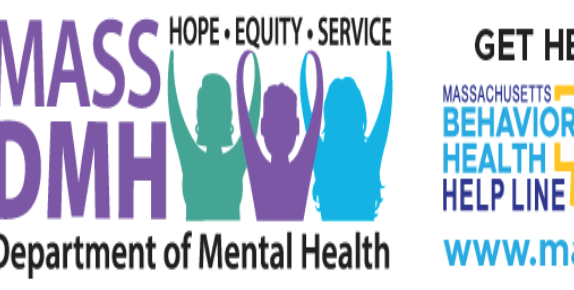 MASS
DMH
HOPE • EQUITY • SERVICE
Department of Mental Health
GET HE
MASSACHUSETTS
BEHAVIOR
HEALTH
HELP LINE
www.ma